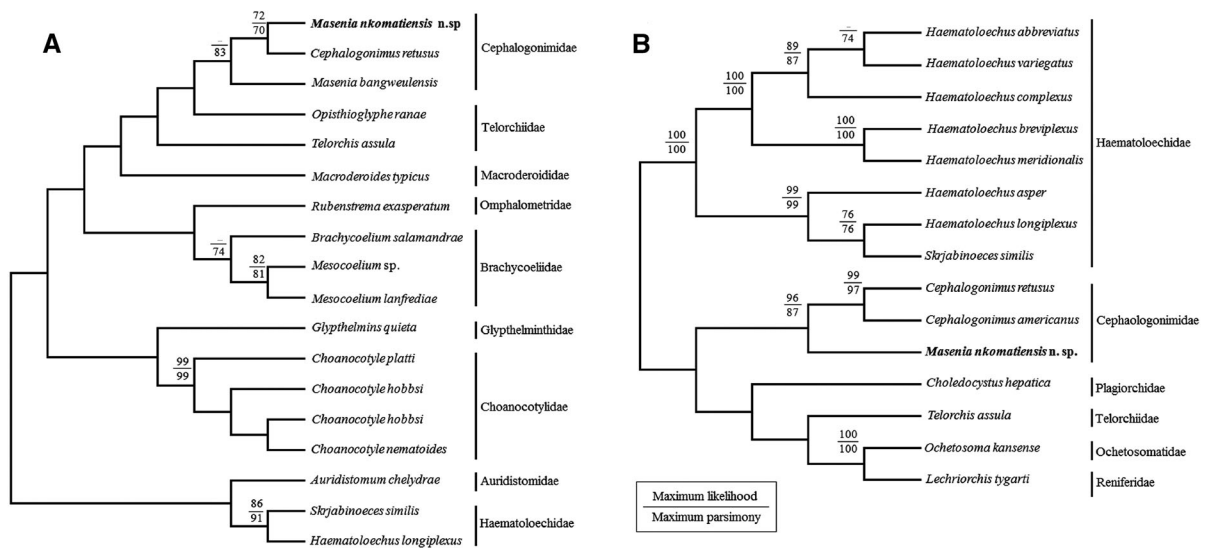 A
72
70
Masenia nkomatiensis n.sp
Cephalogonimus retusus
–
83
Masenia bangweulensis
Cephalogonimidae
Opisthioglyphe ranae
Telorchis assula
Telorchiidae
Macroderoides typicus
Macroderoididae
Rubenstrema exasperatum
Omphalometridae
–
74
Brachycoelium salamandrae
82
81
Mesocoelium sp.
Mesocoelium lanfrediae
Brachycoeliidae
Glypthelmins quieta
Glypthelminthidae
99
99
Choanocotyle platti
Choanocotyle hobbsi
Choanocotyle hobbsi
Choanocotyle nematoides
Choanocotylidae
Auridistomum chelydrae
Auridistomidae
86
91
Skrjabinoeces similis
Haematoloechus longiplexus
Haematoloechidae
B
–
74
Haematoloechus abbreviatus
Haematoloechus variegatus
89
87
Haematoloechus complexus
100
100
100
100
Haematoloechus breviplexus
Haematoloechus meridionalis
100
100
Haematoloechidae
99
99
Haematoloechus asper
76
76
Haematoloechus longiplexus
Skrjabinoeces similis
99
97
Cephalogonimus retusus
Cephalogonimus americanus
96
87
Masenia nkomatiensis n. sp.
Cephaologonimidae
Choledocystus hepatica
Plagiorchidae
Telorchis assula
Telorchiidae
100
100
Ochetosoma kansense
Ochetosomatidae
Lechriorchis tygarti
Reniferidae
Maximum likelihood
Maximum parsimony